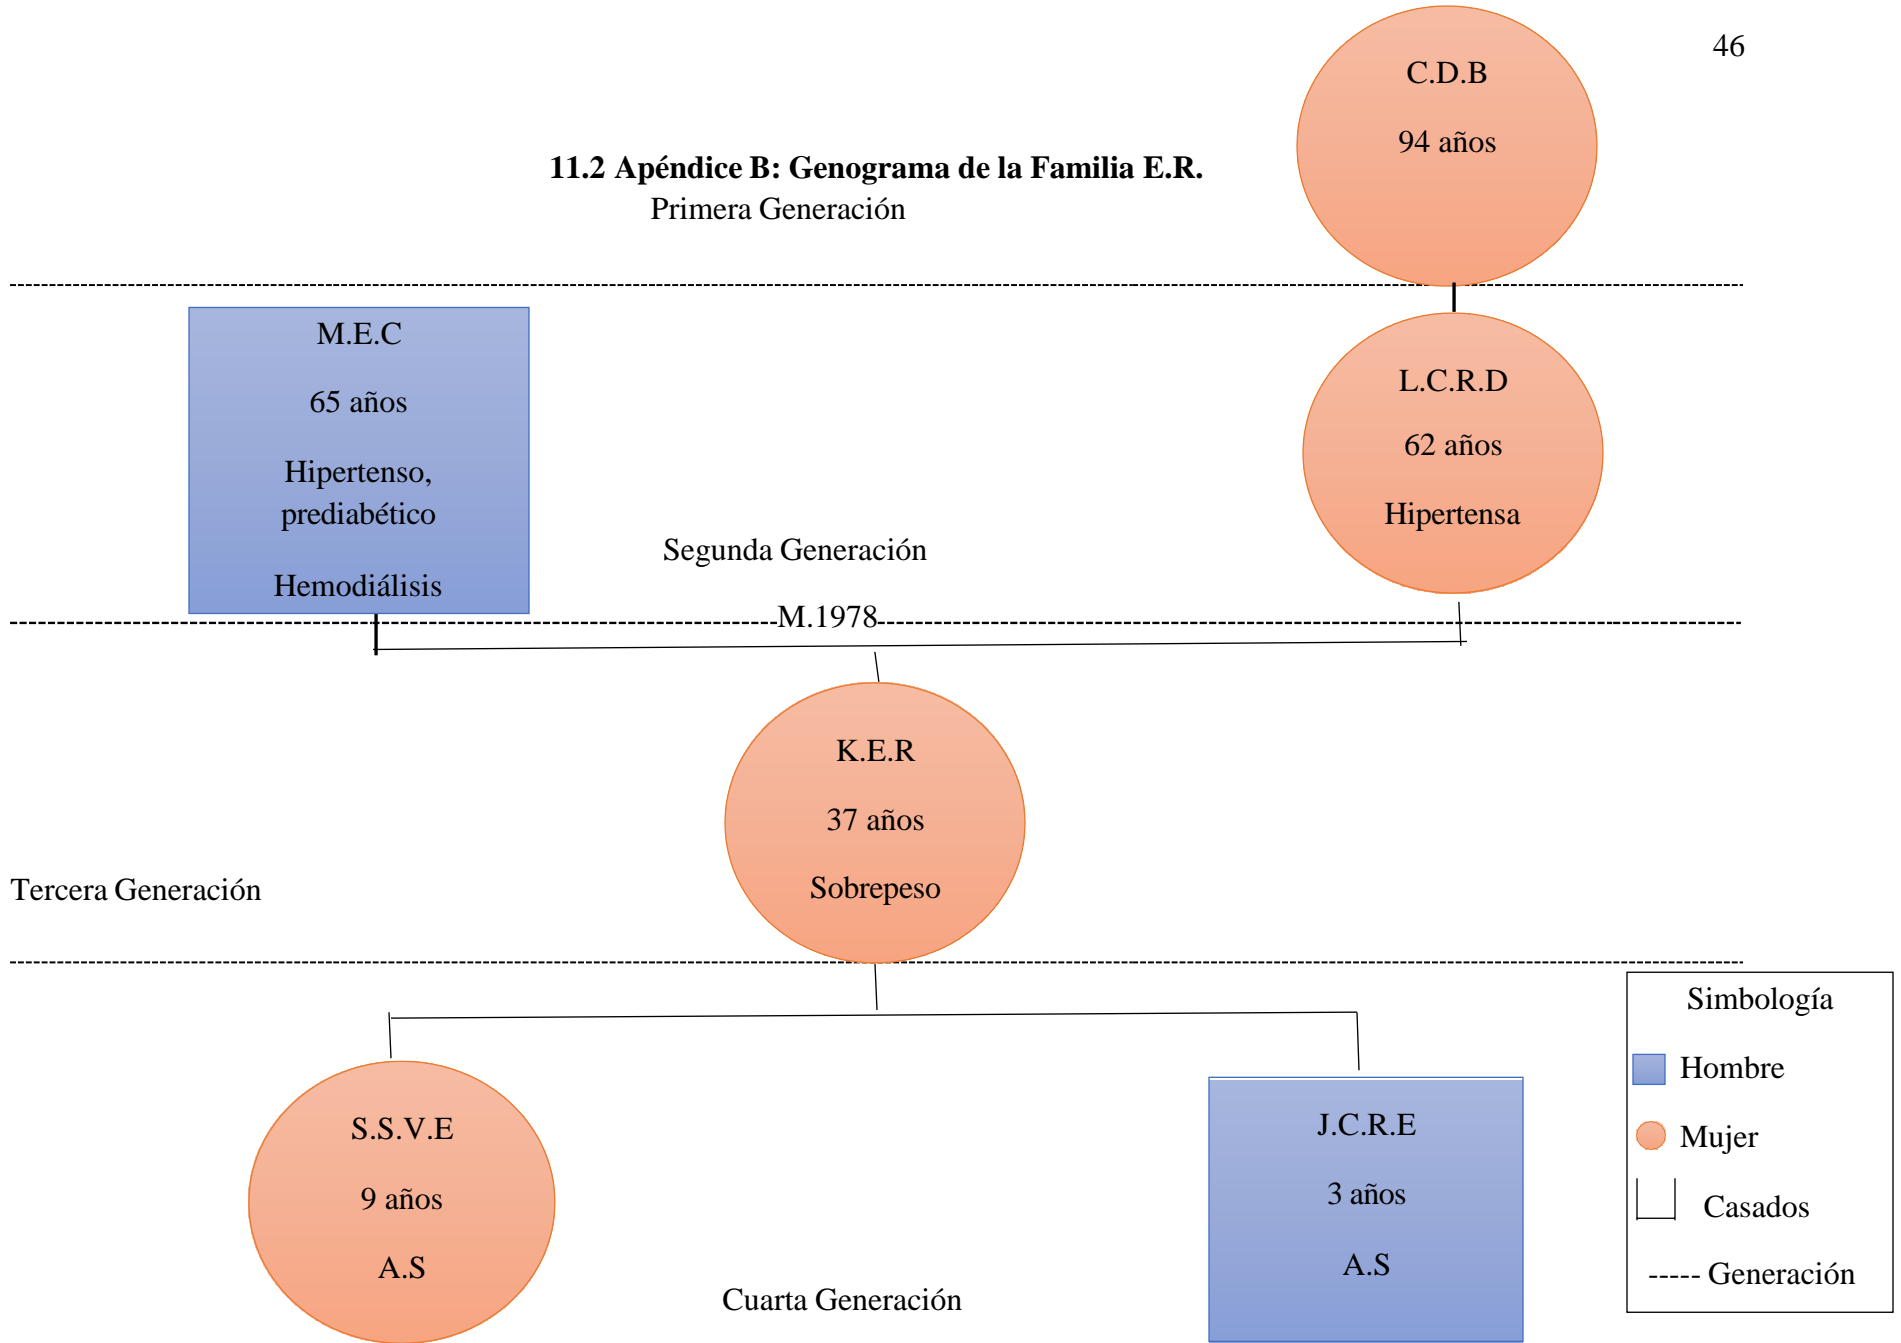 46
C.D.B
94 años
11.2 Apéndice B: Genograma de la Familia E.R.
Primera Generación
M.E.C
65 años
Hipertenso,
prediabético
Hemodiálisis
L.C.R.D
62 años
Hipertensa
Segunda Generación
M.1978
K.E.R
37 años
Sobrepeso
Tercera Generación
S.S.V.E
9 años
A.S
J.C.R.E
3 años
A.S
Cuarta Generación
Simbología
Hombre
Mujer
Casados
----- Generación